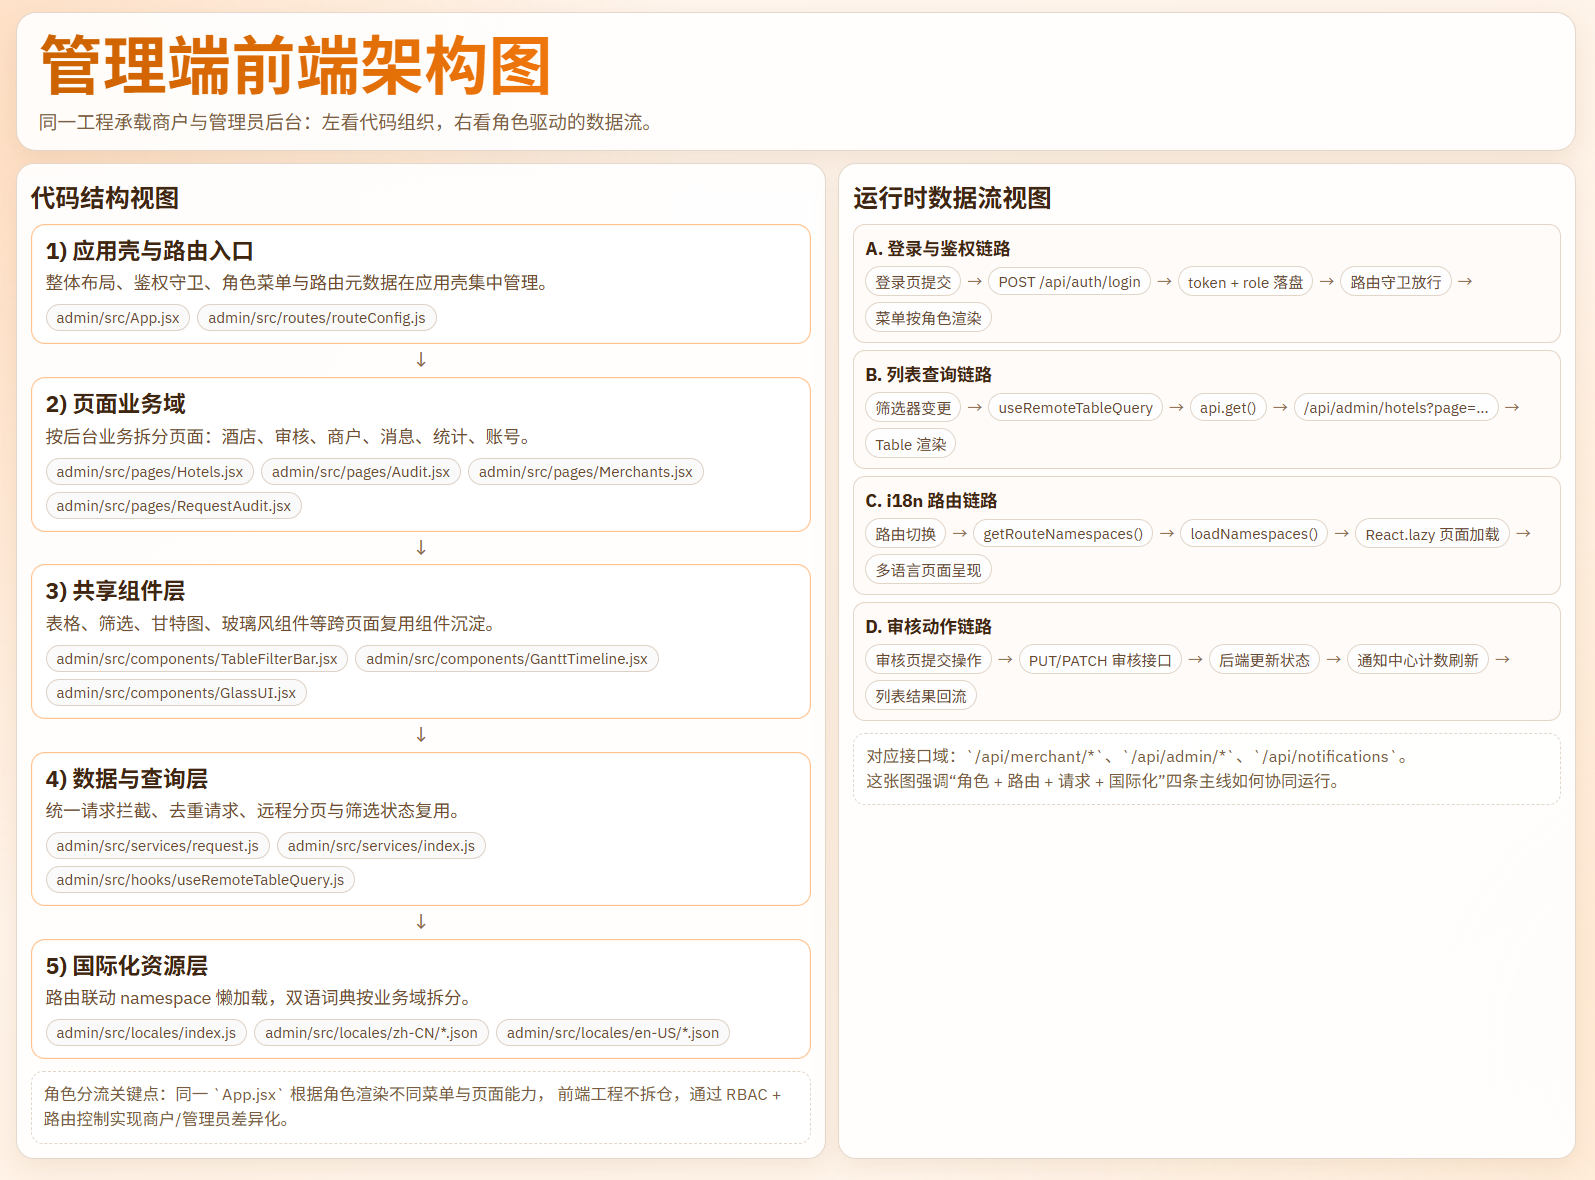 管理端前端架构图
同一工程承载商户与管理员后台：左看代码组织，右看角色驱动的数据流。
代码结构视图
1) 应用壳与路由入口
整体布局、鉴权守卫、角色菜单与路由元数据在应用壳集中管理。
admin/src/App.jsx admin/src/routes/routeConfig.js
↓
2) 页面业务域
按后台业务拆分页面：酒店、审核、商户、消息、统计、账号。
admin/src/pages/Hotels.jsx admin/src/pages/Audit.jsx admin/src/pages/Merchants.jsx
admin/src/pages/RequestAudit.jsx
↓
3) 共享组件层
表格、筛选、甘特图、玻璃风组件等跨页面复用组件沉淀。
admin/src/components/TableFilterBar.jsx admin/src/components/GanttTimeline.jsx
admin/src/components/GlassUI.jsx
↓
4) 数据与查询层
统一请求拦截、去重请求、远程分页与筛选状态复用。
admin/src/services/request.js admin/src/services/index.js
admin/src/hooks/useRemoteTableQuery.js
↓
5) 国际化资源层
路由联动 namespace 懒加载，双语词典按业务域拆分。
admin/src/locales/index.js admin/src/locales/zh-CN/*.json admin/src/locales/en-US/*.json
角色分流关键点：同一 `App.jsx` 根据角色渲染不同菜单与页面能力， 前端工程不拆仓，通过 RBAC +
路由控制实现商户/管理员差异化。
运行时数据流视图
A. 登录与鉴权链路
登录页提交 → POST /api/auth/login → token + role 落盘 → 路由守卫放行 →
菜单按角色渲染
B. 列表查询链路
筛选器变更 → useRemoteTableQuery → api.get() → /api/admin/hotels?page=... →
Table 渲染
C. i18n 路由链路
路由切换 → getRouteNamespaces() → loadNamespaces() → React.lazy 页面加载 →
多语言页面呈现
D. 审核动作链路
审核页提交操作 → PUT/PATCH 审核接口 → 后端更新状态 → 通知中心计数刷新 →
列表结果回流
对应接口域：`/api/merchant/*`、`/api/admin/*`、`/api/notifications`。
这张图强调“角色 + 路由 + 请求 + 国际化”四条主线如何协同运行。